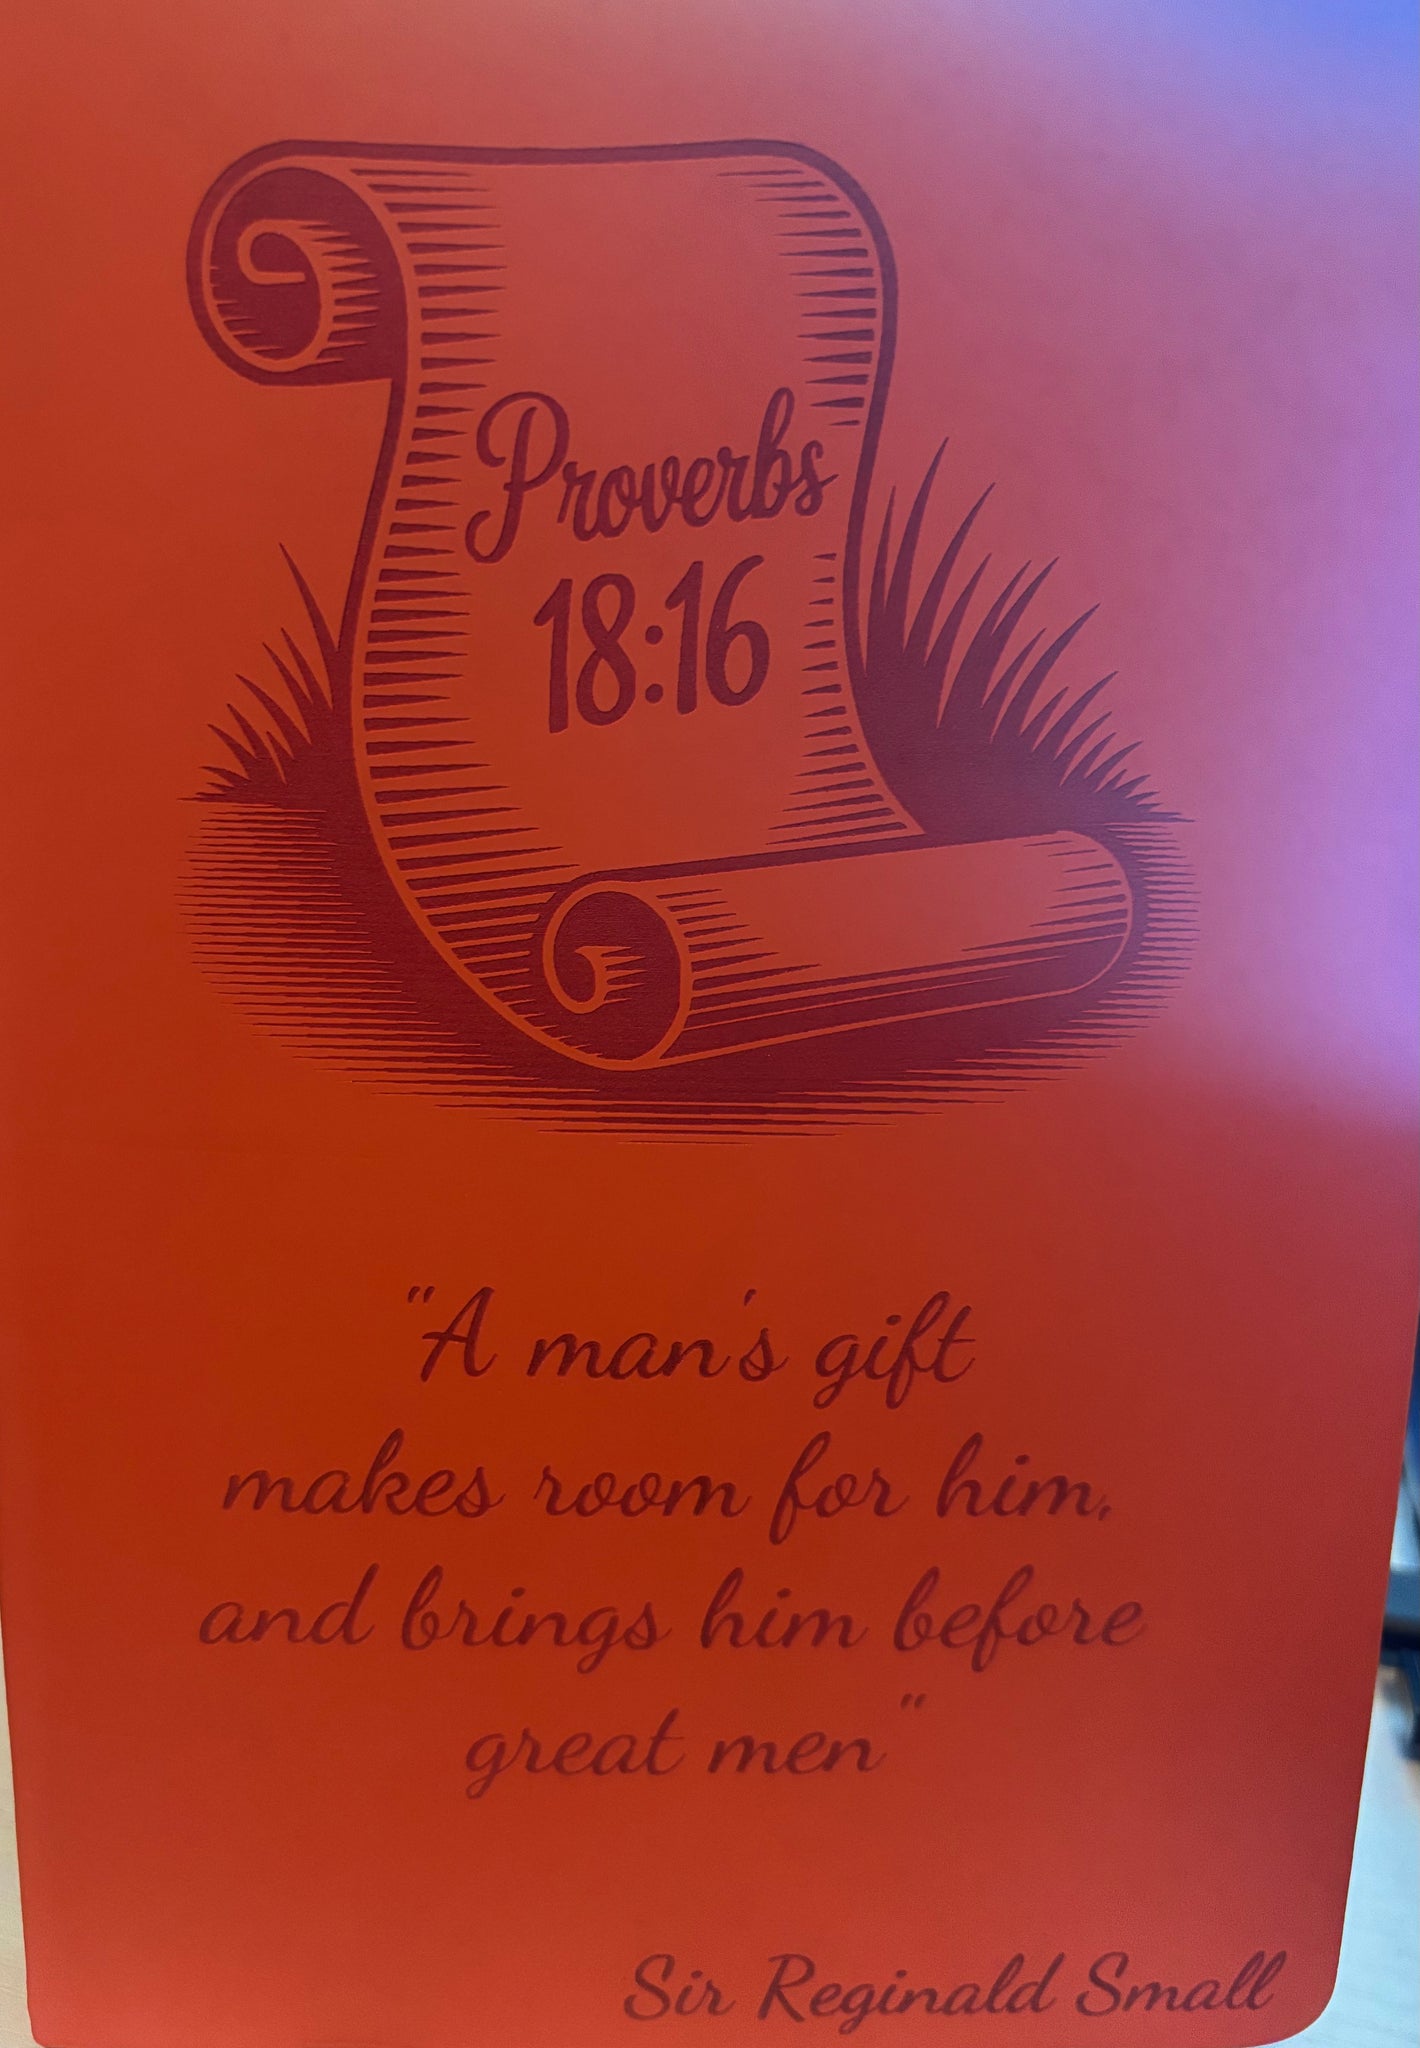 Proverbs
18:16
"A man's gift
makes room for him,
and brings him before
great men"
Sir Reginald Small